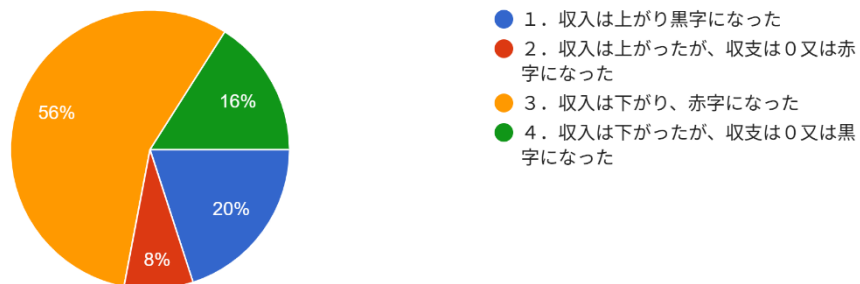 56%
16%
20%
8%
１．収入は上がり黒字になった
２．収入は上がったが、収支は０又は赤
字になった
３．収入は下がり、赤字になった
４．収入は下がったが、収支は０又は黒
字になった